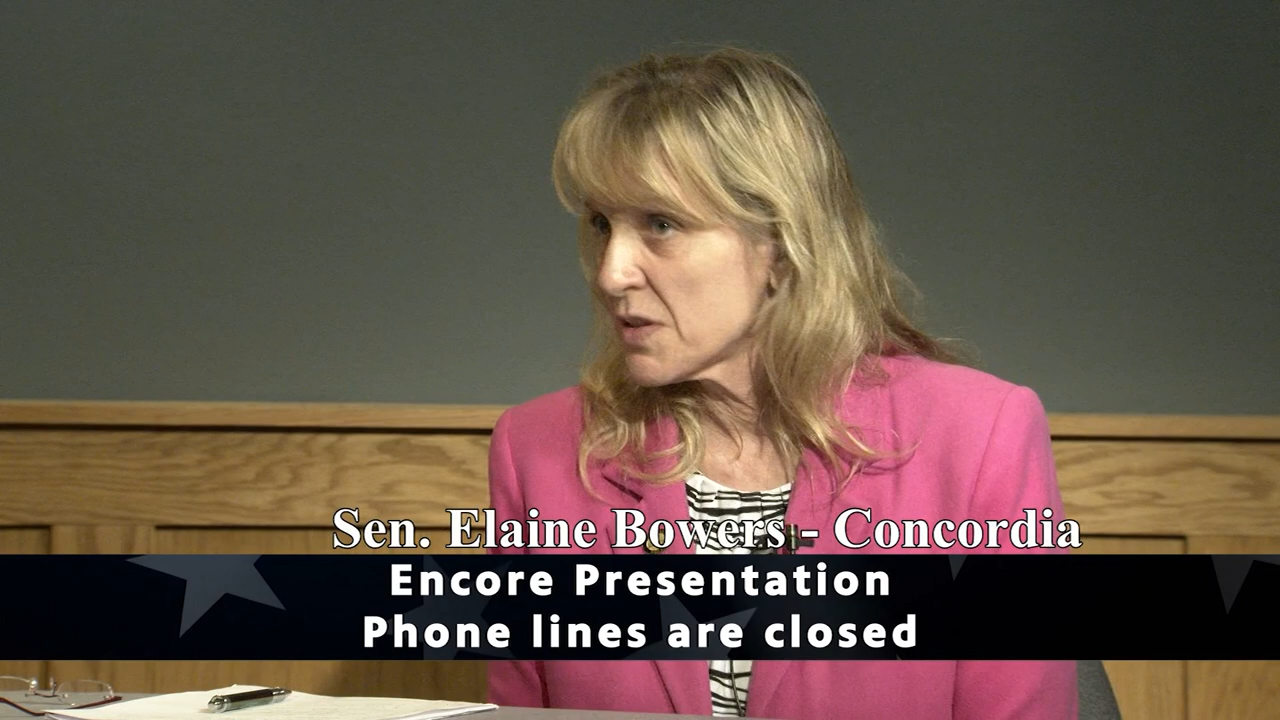 Sen. Elaine Bowers - Concordia
Encore Presentation
Phone lines are closed